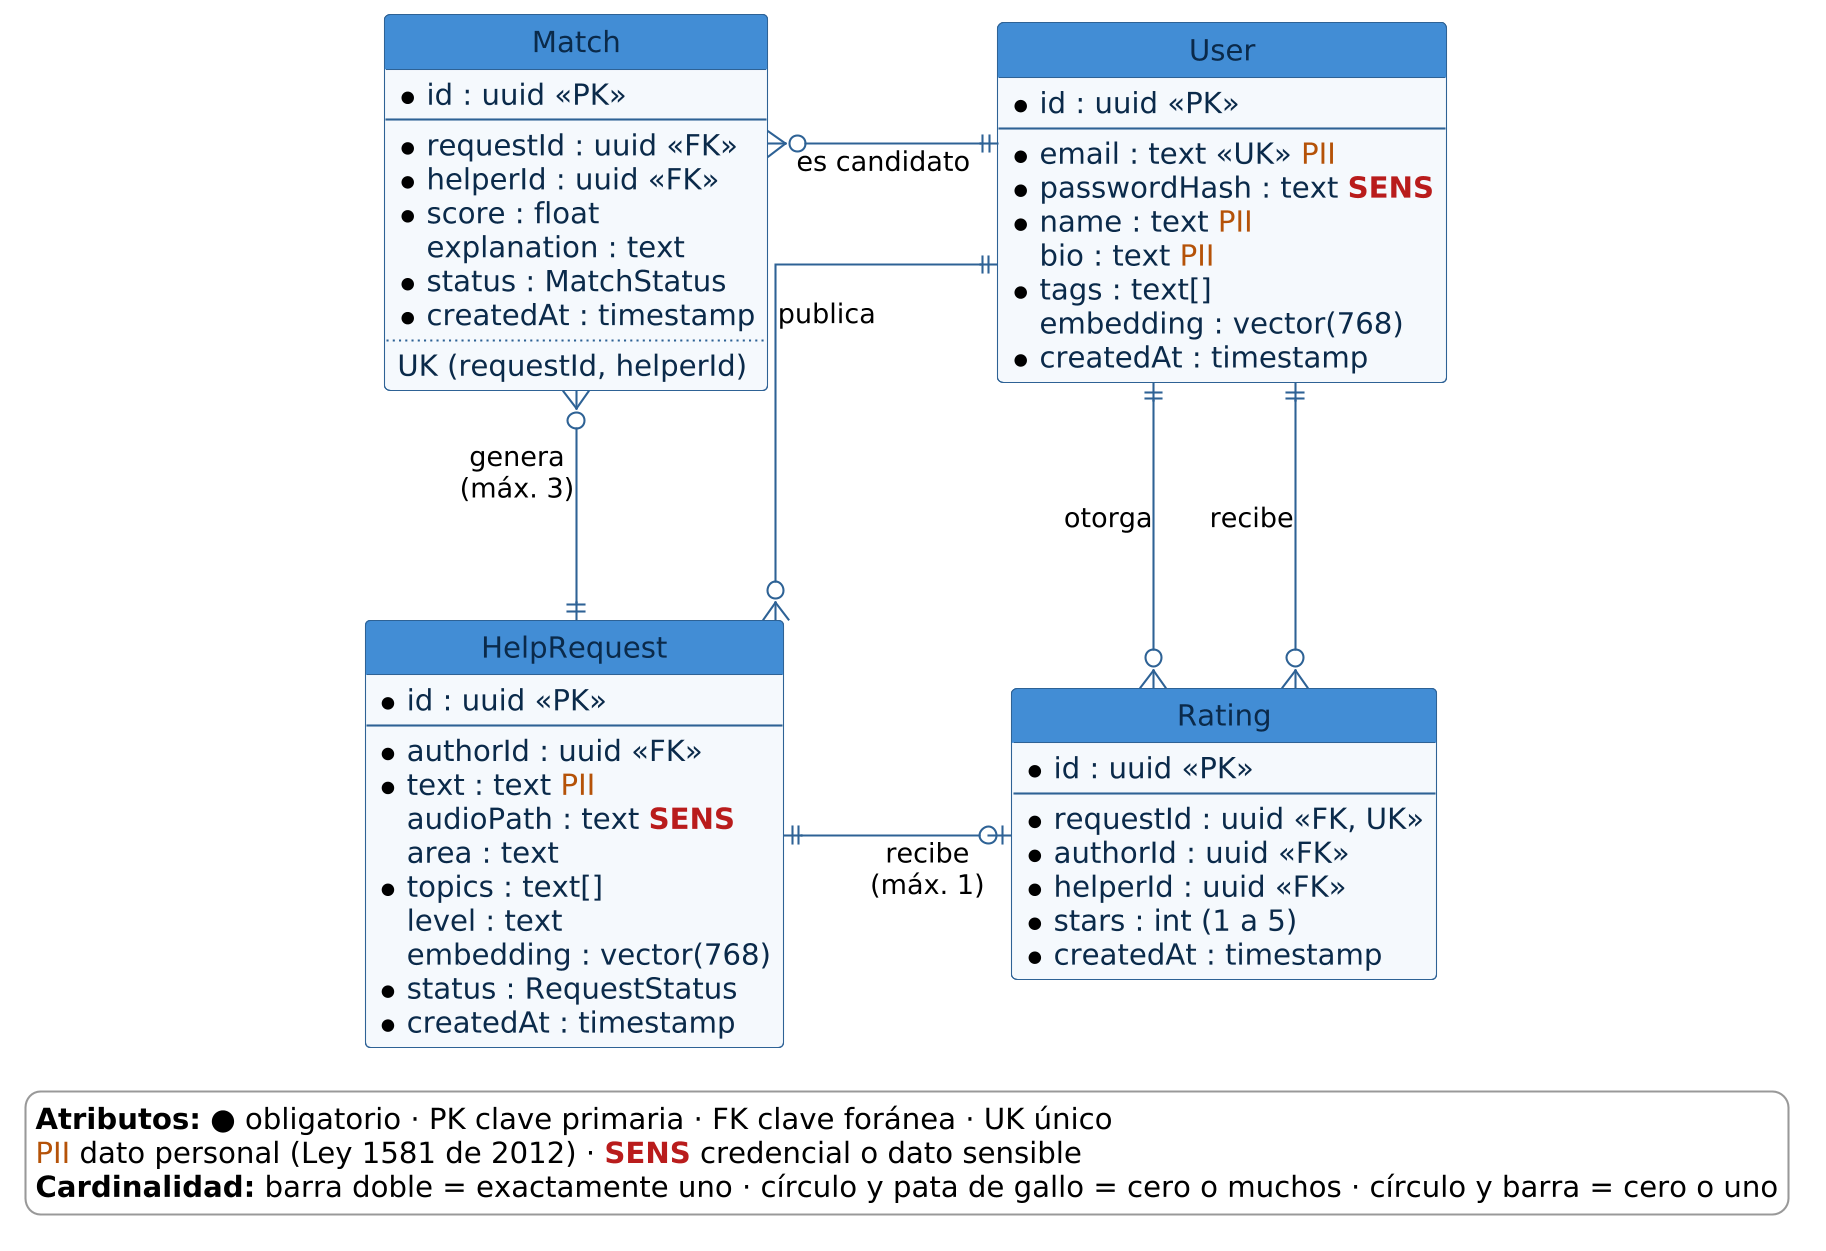 Match
id : uuid «PK»
requestId : uuid «FK»
helperId : uuid «FK»
score : float
explanation : text
status : MatchStatus
createdAt : timestamp
UK (requestId, helperId)
User
id : uuid «PK»
email : text «UK» PII
passwordHash : text SENS
name : text PII
bio : text PII
tags : text[]
embedding : vector(768)
createdAt : timestamp
es candidato
publica
genera
(máx. 3)
otorga
recibe
HelpRequest
id : uuid «PK»
authorId : uuid «FK»
text : text PII
audioPath : text SENS
area : text
topics : text[]
level : text
embedding : vector(768)
status : RequestStatus
createdAt : timestamp
recibe
(máx. 1)
Rating
id : uuid «PK»
requestId : uuid «FK, UK»
authorId : uuid «FK»
helperId : uuid «FK»
stars : int (1 a 5)
createdAt : timestamp
Atributos: ● obligatorio · PK clave primaria · FK clave foránea · UK único
PII dato personal (Ley 1581 de 2012) · SENS credencial o dato sensible
Cardinalidad: barra doble = exactamente uno · círculo y pata de gallo = cero o muchos · círculo y barra = cero o uno